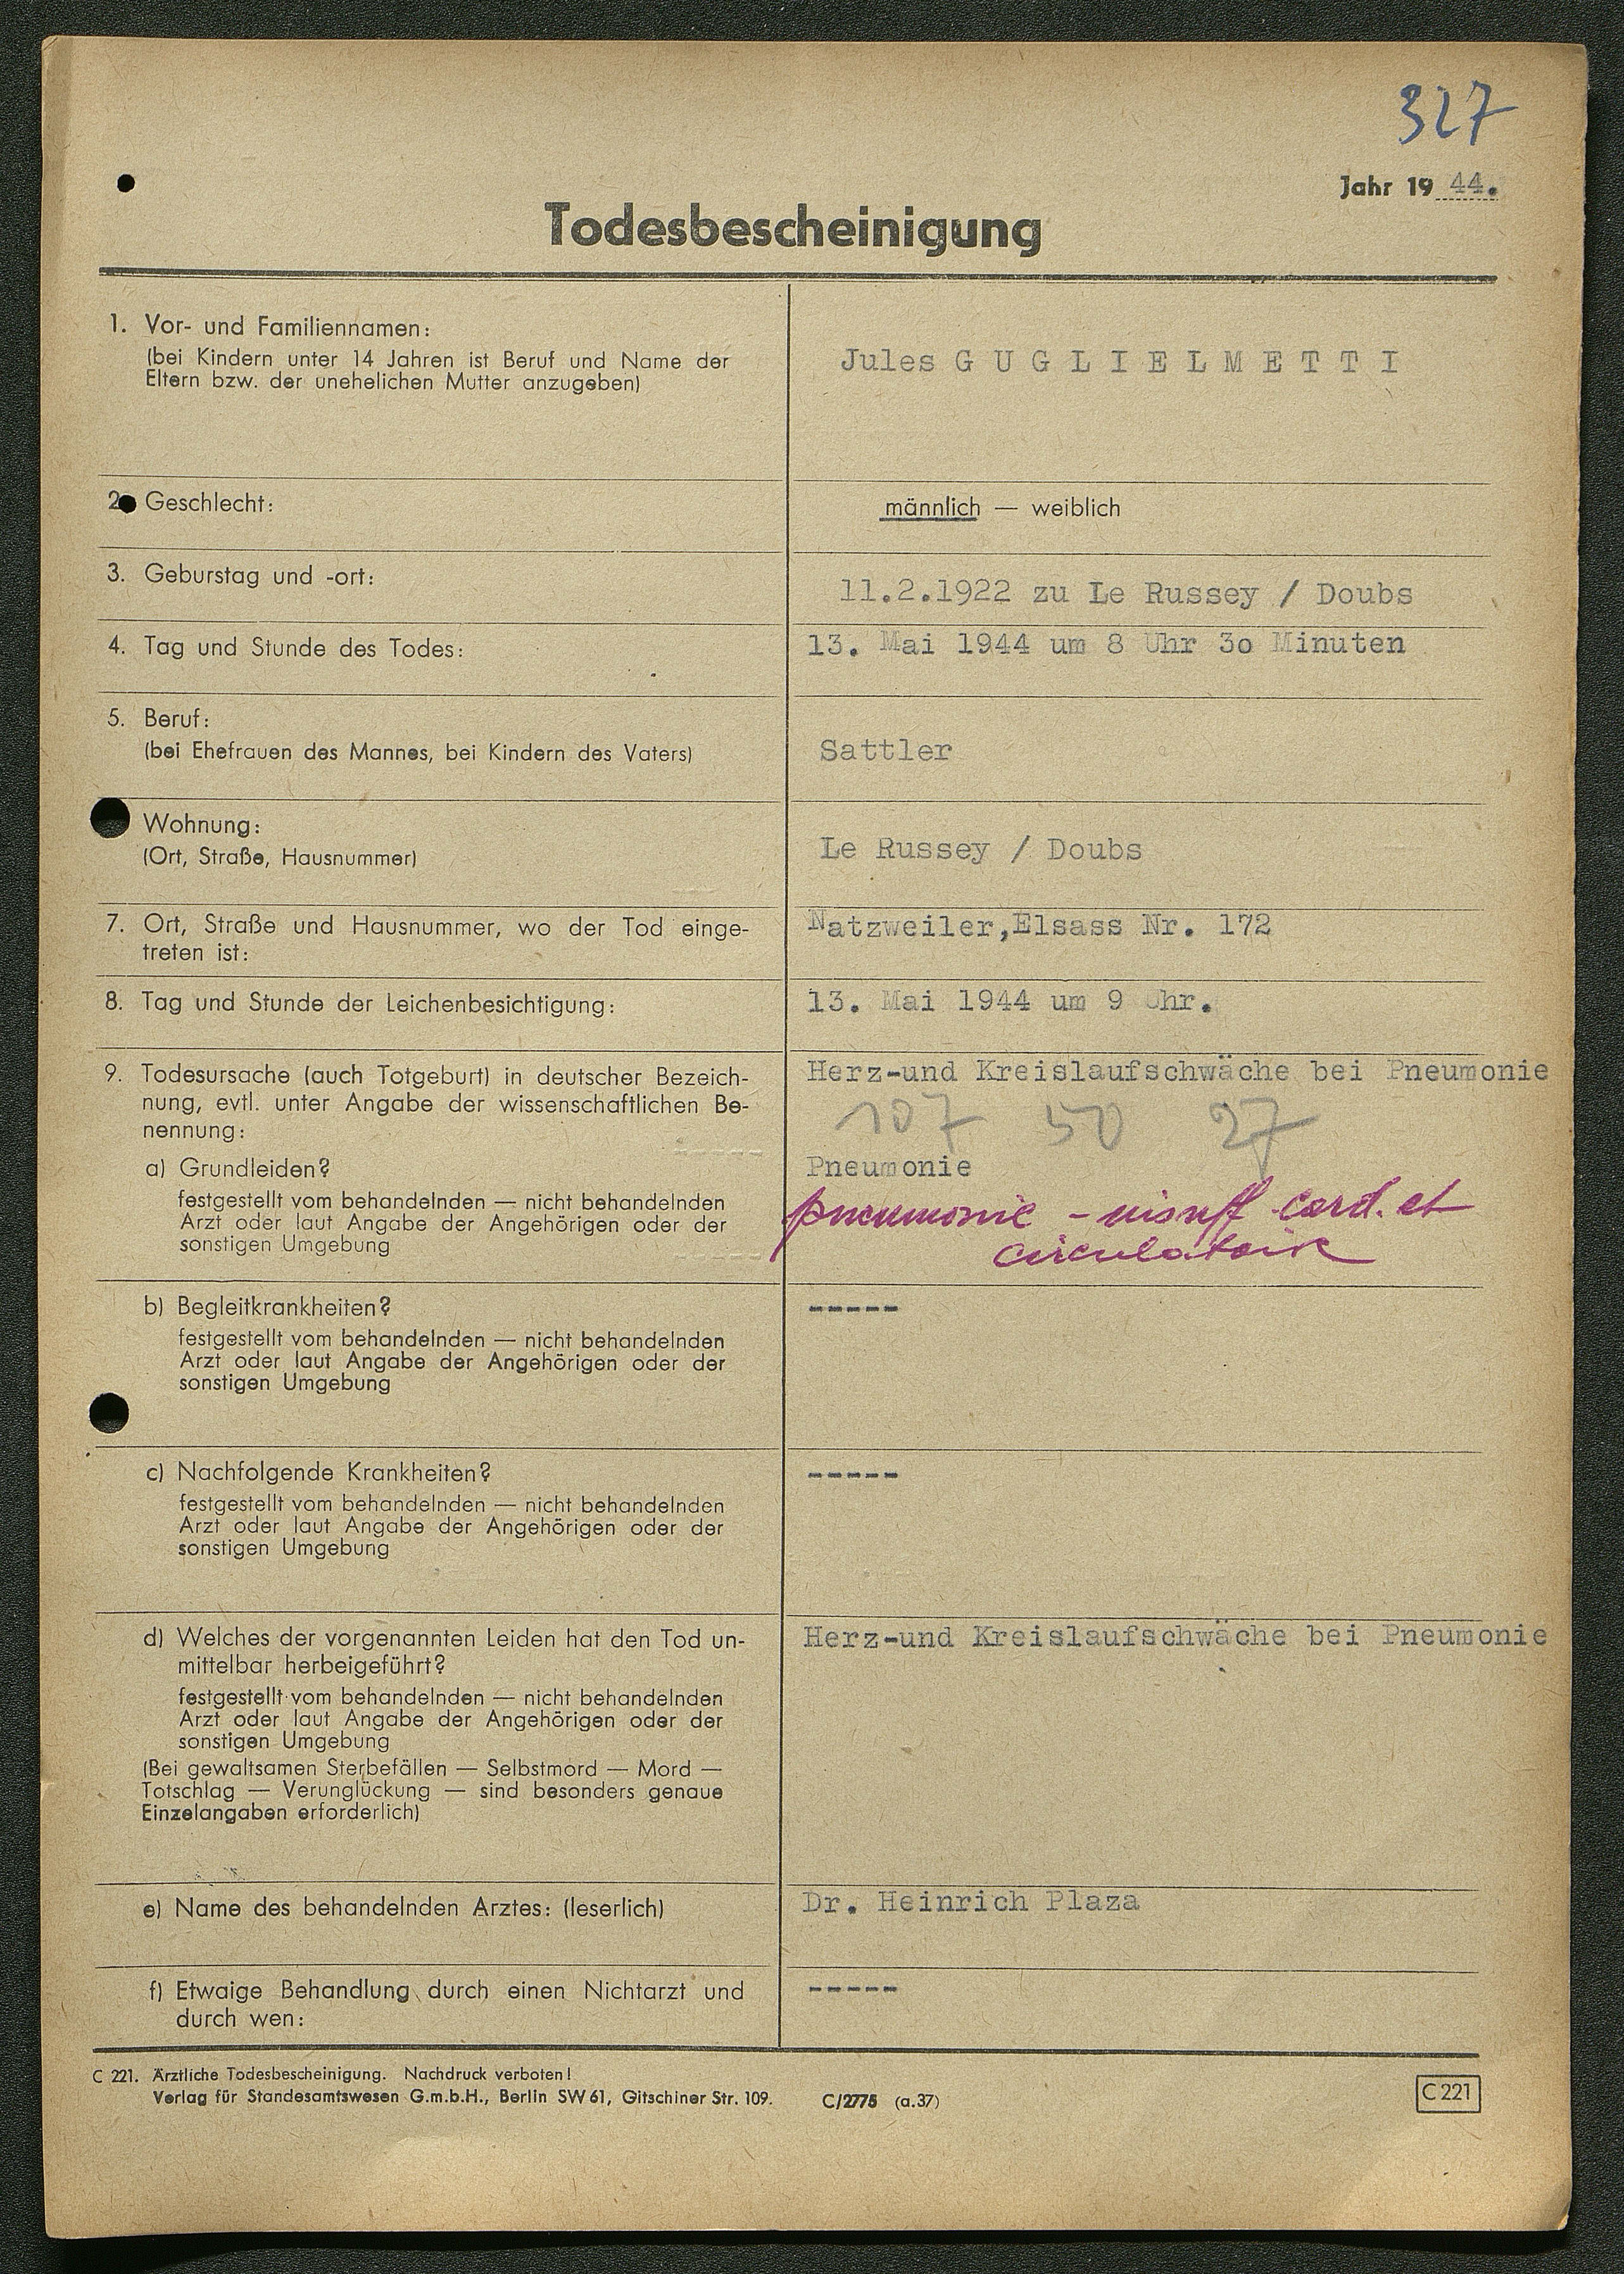 327
Jahr 19 44.
Todesbescheinigung
1. Vor- und Familiennamen:
(bei Kindern unter 14 Jahren ist Beruf und Name der
Eltern bzw. der unehelichen Mutter anzugeben)
Jules G U G L I E L M E T T I
2. Geschlecht:
männlich — weiblich
3. Geburstag und -ort:
11.2.1922 zu Le Russey / Doubs
4. Tag und Stunde des Todes:
13. Mai 1944 um 8 Uhr 3o Minuten
5. Beruf:
(bei Ehefrauen des Mannes, bei Kindern des Vaters)
Sattler
Wohnung:
(Ort, Straße, Hausnummer)
Le Russey / Doubs
7. Ort, Straße und Hausnummer, wo der Tod einge-
treten ist:
Natzweiler,Elsass Nr. 172
8. Tag und Stunde der Leichenbesichtigung:
13. Mai 1944 um 9 Uhr.
9. Todesursache (auch Totgeburt) in deutscher Bezeich-
nung, evtl. unter Angabe der wissenschaftlichen Be-
nennung:
Herz-und Kreislaufschwäche bei Pneumonie
107 50 27
a) Grundleiden?
festgestellt vom behandelnden — nicht behandelnden
Arzt oder laut Angabe der Angehörigen oder der
sonstigen Umgebung
Pneumonie
pneumonie - insuff card. et
circulatoire
b) Begleitkrankheiten?
festgestellt vom behandelnden — nicht behandelnden
Arzt oder laut Angabe der Angehörigen oder der
sonstigen Umgebung
-----
c) Nachfolgende Krankheiten?
festgestellt vom behandelnden — nicht behandelnden
Arzt oder laut Angabe der Angehörigen oder der
sonstigen Umgebung
-----
d) Welches der vorgenannten Leiden hat den Tod un-
mittelbar herbeigeführt?
festgestellt vom behandelnden — nicht behandelnden
Arzt oder laut Angabe der Angehörigen oder der
sonstigen Umgebung
(Bei gewaltsamen Sterbefällen — Selbstmord — Mord —
Totschlag — Verunglückung — sind besonders genaue
Einzelangaben erforderlich)
Herz-und Kreislaufschwäche bei Pneumonie
e) Name des behandelnden Arztes: (leserlich)
Dr. Heinrich Plaza
f) Etwaige Behandlung durch einen Nichtarzt und
durch wen:
-----
C 221. Ärztliche Todesbescheinigung. Nachdruck verboten!
Verlag für Standesamtswesen G.m.b.H., Berlin SW 61, Gitschiner Str. 109.
C/2775 (a.37)
C 221